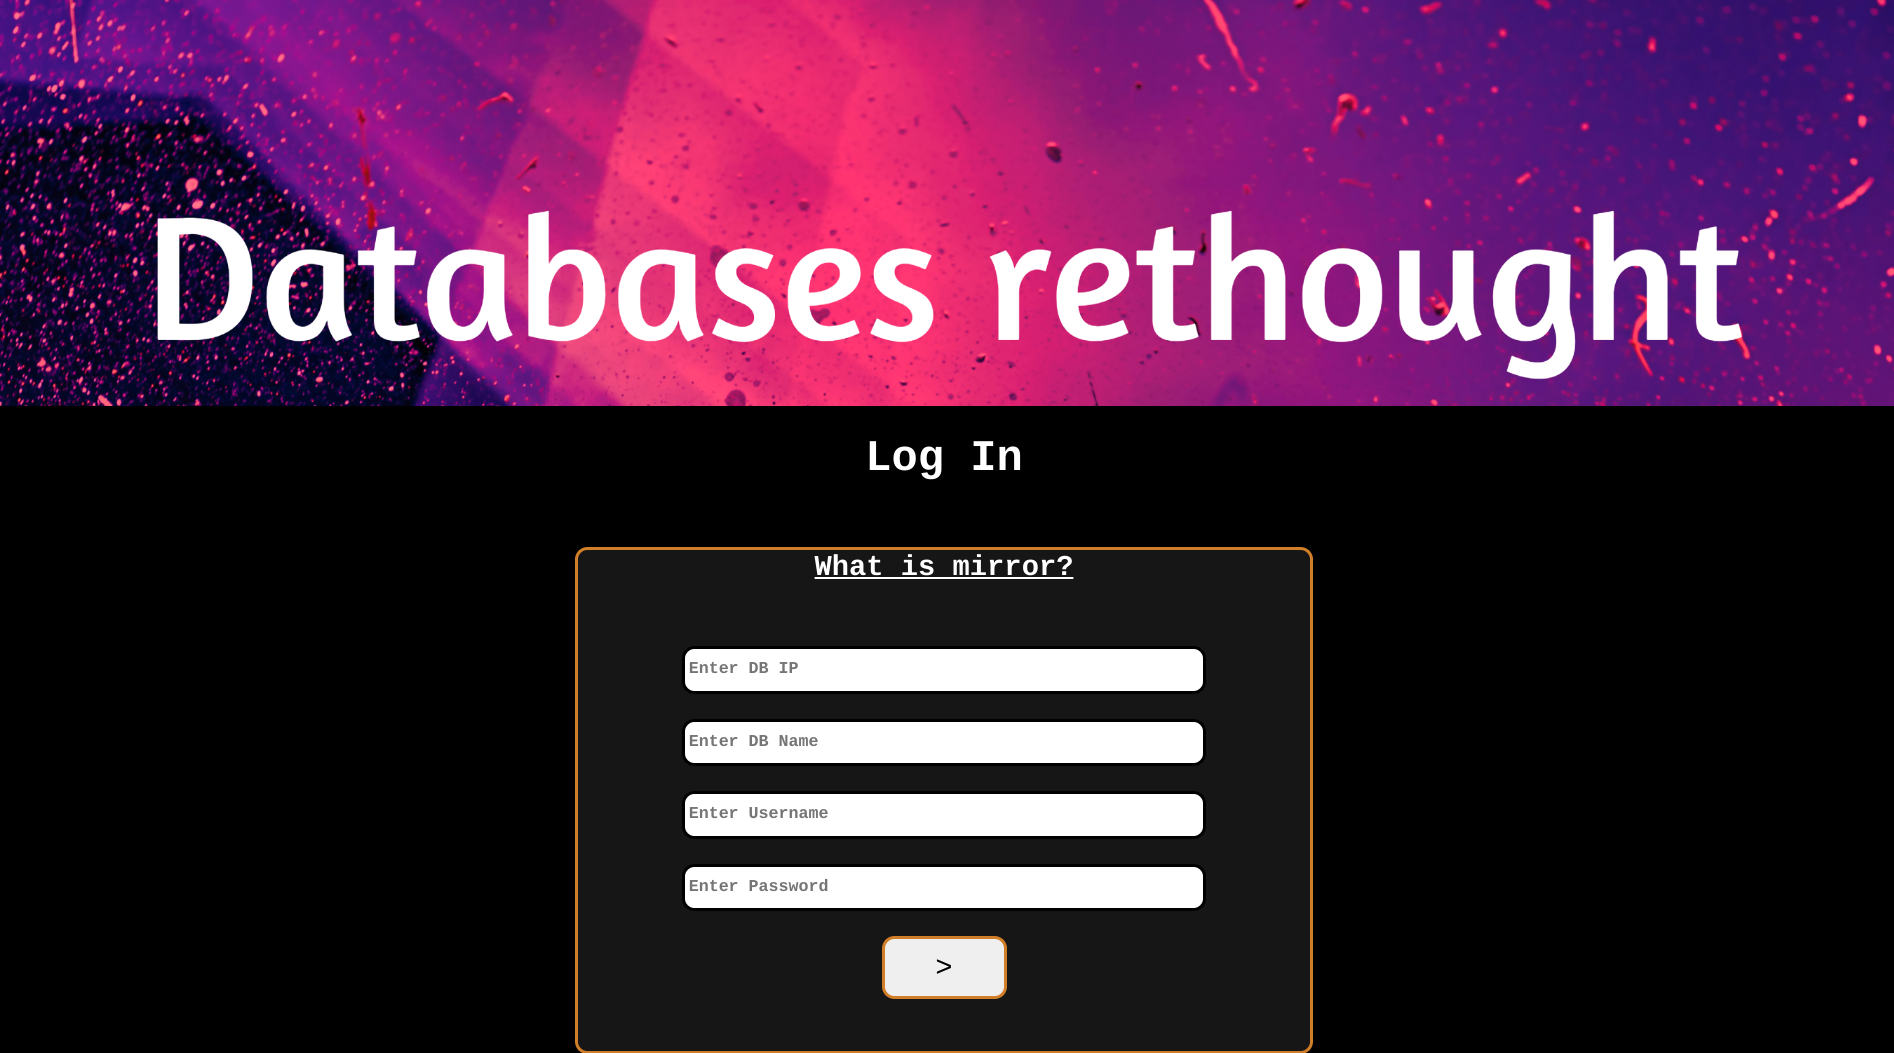 Databases rethought
Log In
What is mirror?
Enter DB IP
Enter DB Name
Enter Username
Enter Password
>